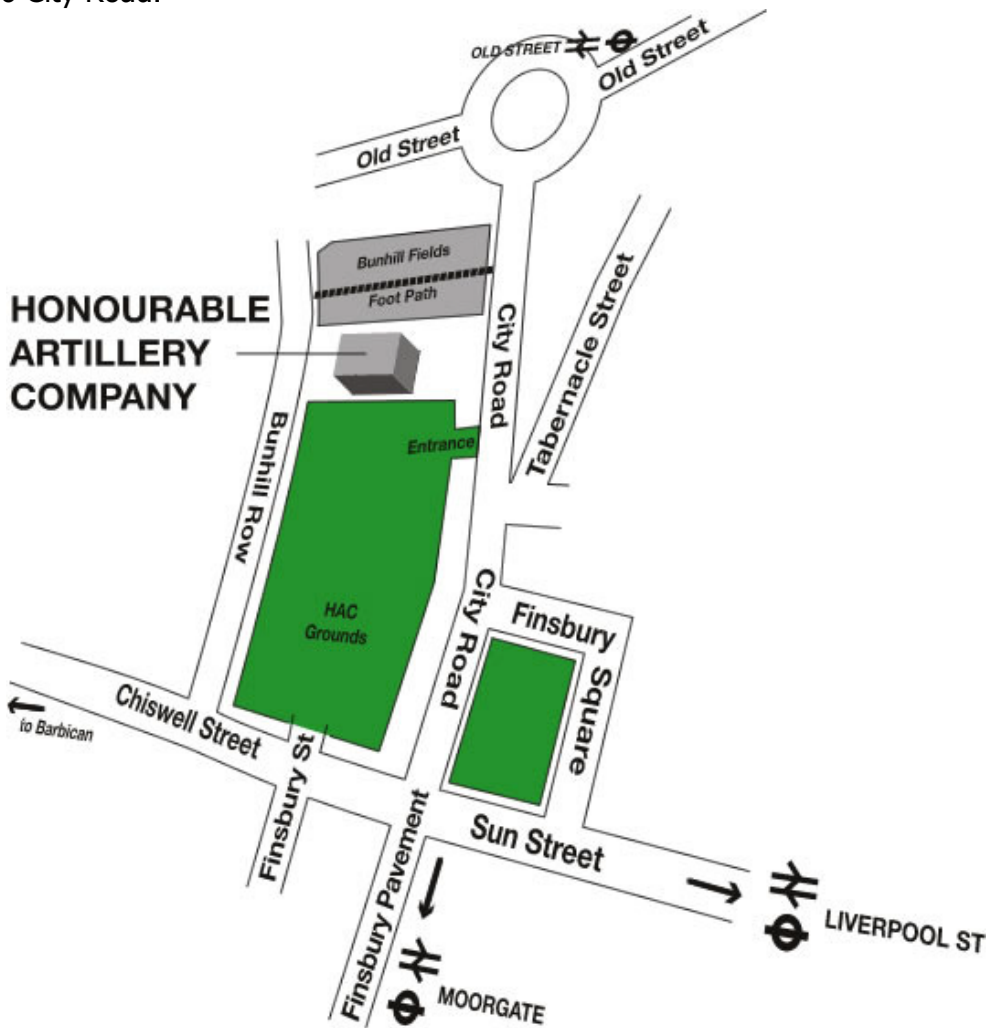 City Road.
OLD STREET
Old Street
Old Street
Bunhill Fields
Foot Path
HONOURABLE
ARTILLERY
COMPANY
City Road
Tabernacle Street
Bunhill Row
Entrance
HAC
Grounds
City Road
Finsbury
Square
Chiswell Street
to Barbican
Finsbury St
Finsbury Pavement
Sun Street
LIVERPOOL ST
MOORGATE